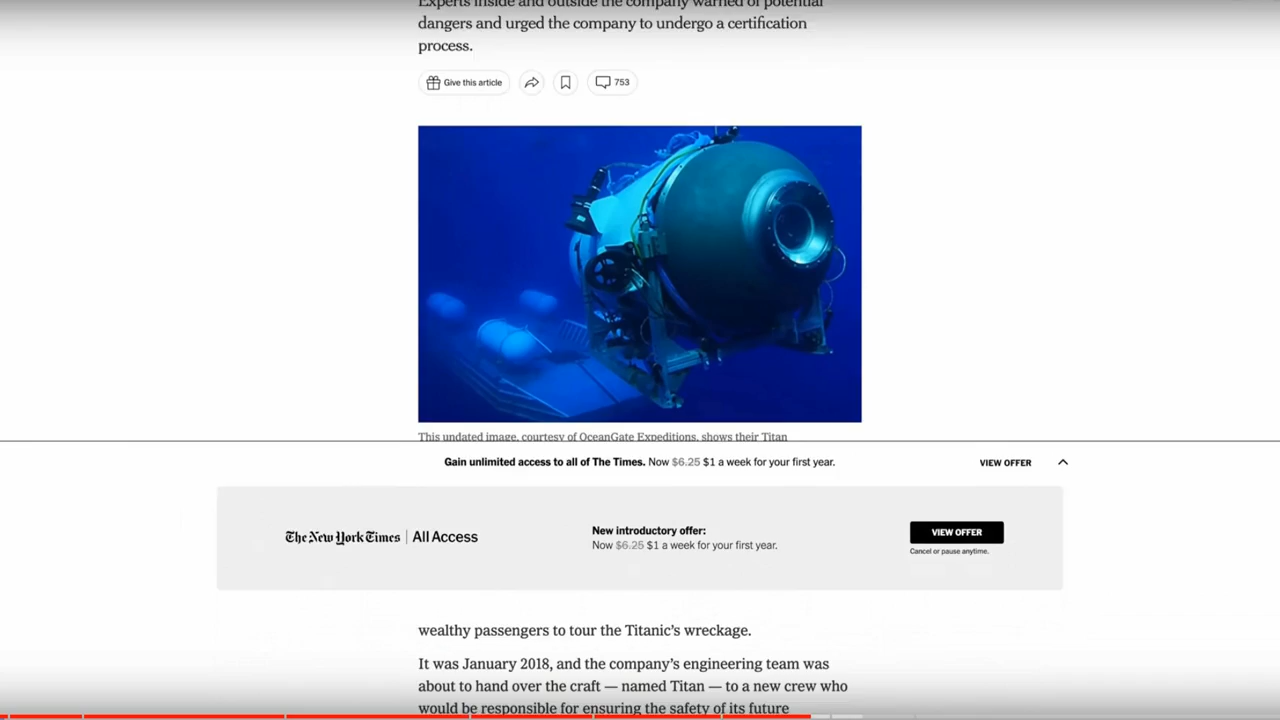 Experts inside and outside the company warned of potential
dangers and urged the company to undergo a certification
process.
Give this article
753
This undated image, courtesy of OceanGate Expeditions, shows their Titan
Gain unlimited access to all of The Times. Now $6.25 $1 a week for your first year.
VIEW OFFER
The New York Times | All Access
New introductory offer:
Now $6.25 $1 a week for your first year.
VIEW OFFER
Cancel or pause anytime.
wealthy passengers to tour the Titanic’s wreckage.
It was January 2018, and the company’s engineering team was
about to hand over the craft — named Titan — to a new crew who
would be responsible for ensuring the safety of its future